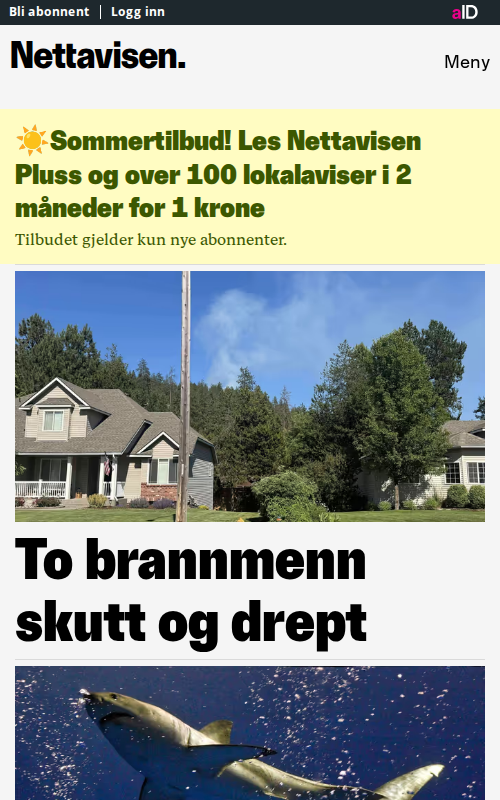 Bli abonnent | Logg inn
aID
Nettavisen.
Meny
☀️Sommertilbud! Les Nettavisen
Pluss og over 100 lokalaviser i 2
måneder for 1 krone
Tilbudet gjelder kun nye abonnenter.
To brannmenn
skutt og drept